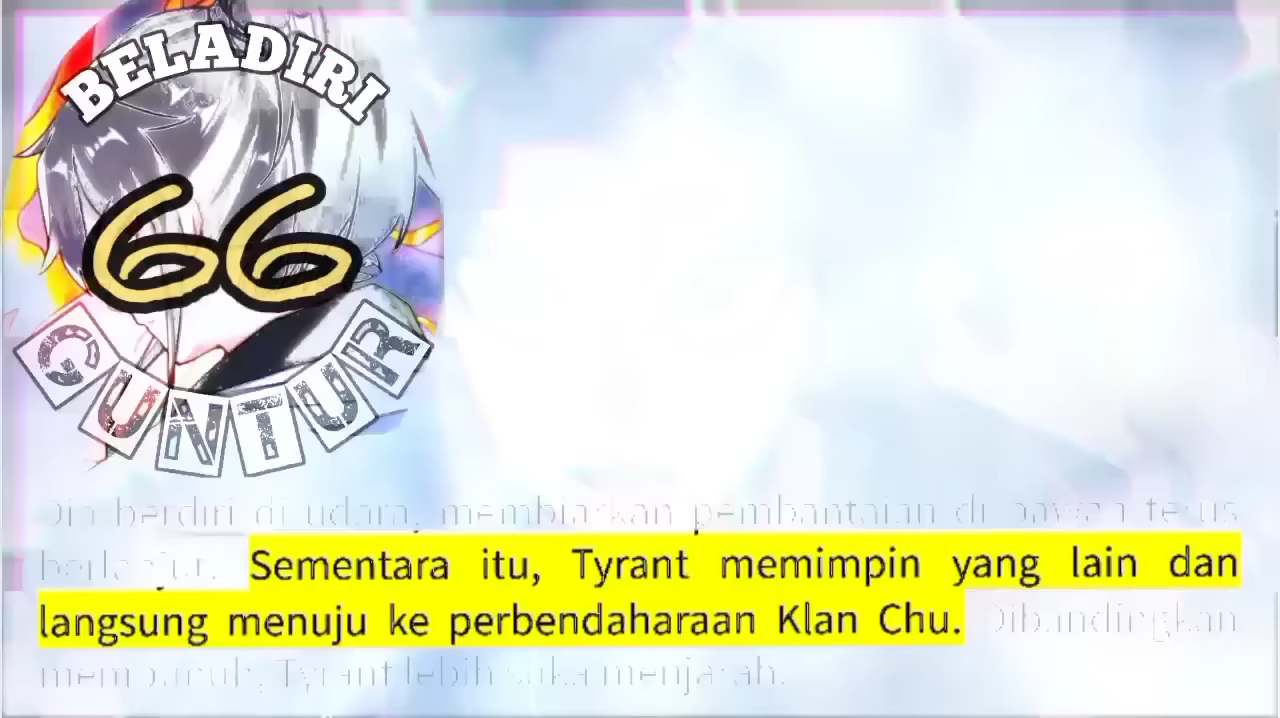 BELADIRI
66
GUNTUR
Dia berdiri di udara, membiarkan pembantaian di bawah terus
berlanjut. Sementara itu, Tyrant memimpin yang lain dan
langsung menuju ke perbendaharaan Klan Chu. Dibandingkan
membunuh, Tyrant lebih suka menjarah.